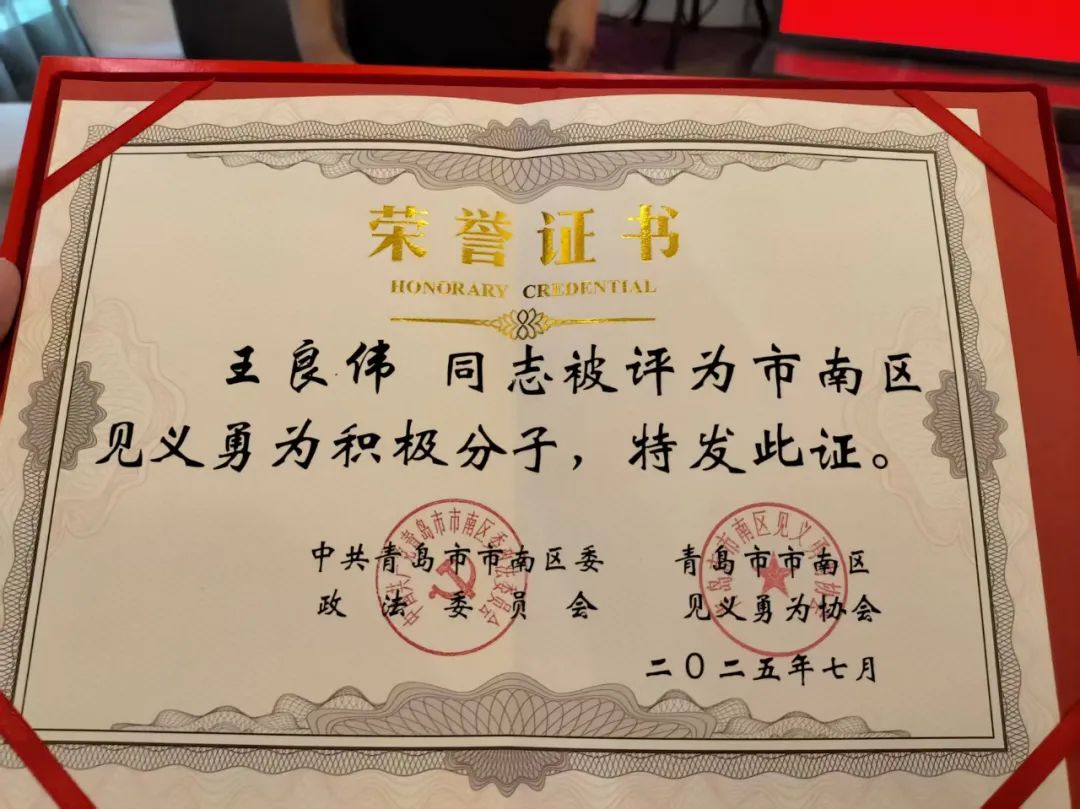 荣誉证书
HONORARY CREDENTIAL
王良伟 同志被评为市南区
见义勇为积极分子，特发此证。
中共青岛市市南区委
政法委员会
青岛市市南区
见义勇为协会
二〇二五年七月